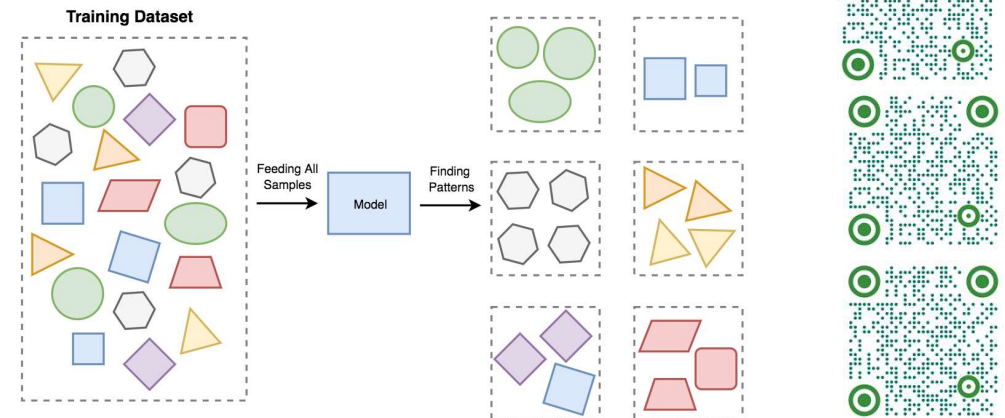 Training Dataset
Feeding All
Samples
Model
Finding
Patterns